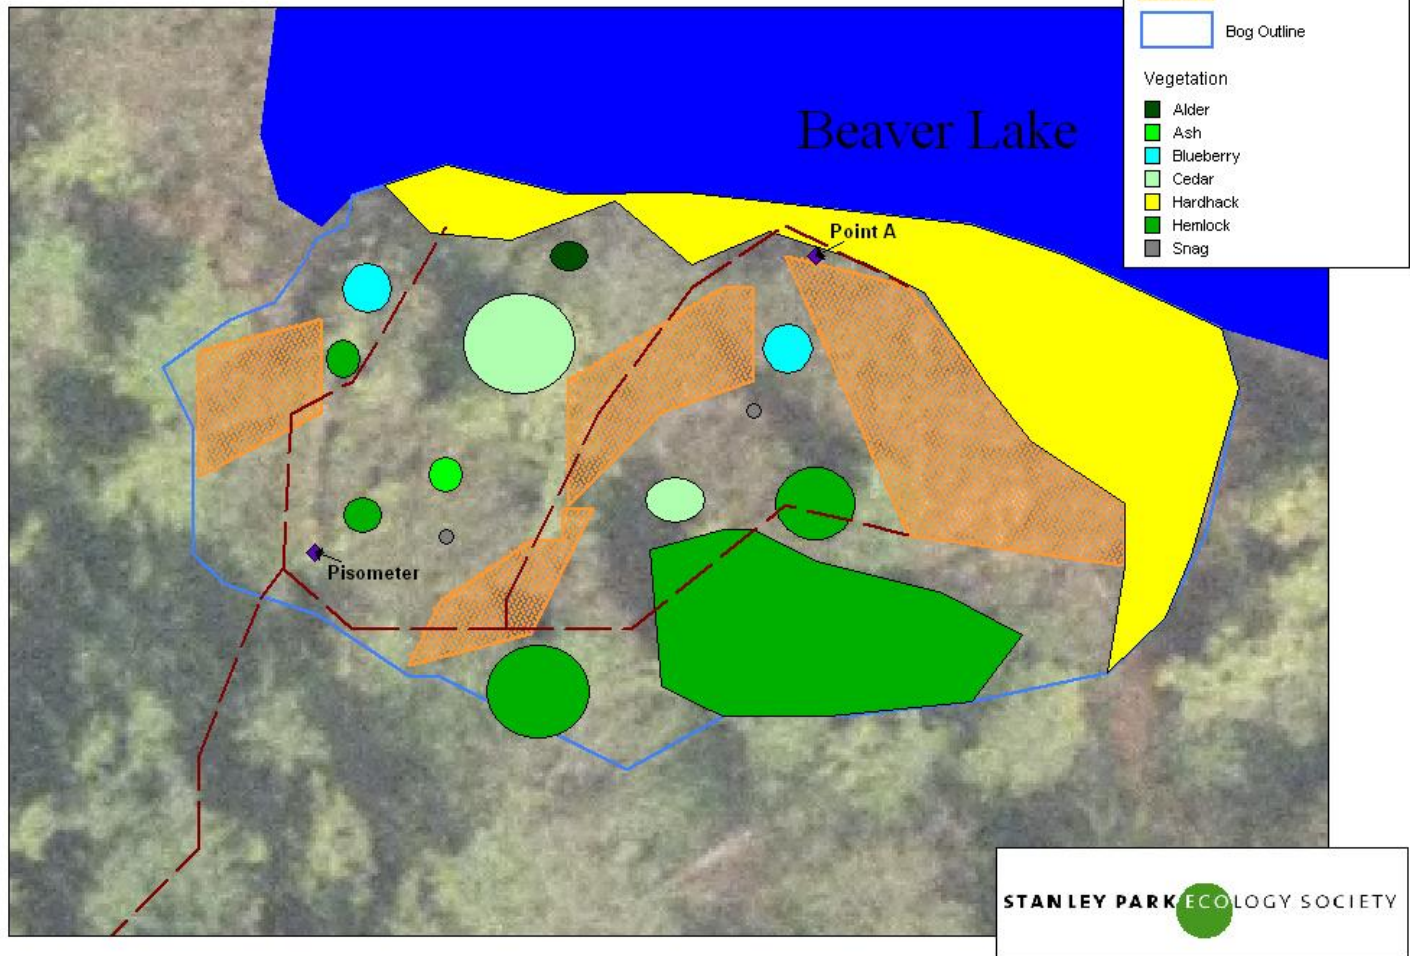 Bog Outline
Vegetation
Alder
Ash
Blueberry
Cedar
Hardhack
Hemlock
Snag
Beaver Lake
Point A
Pisometer
STANLEY PARK ECOLOGY SOCIETY